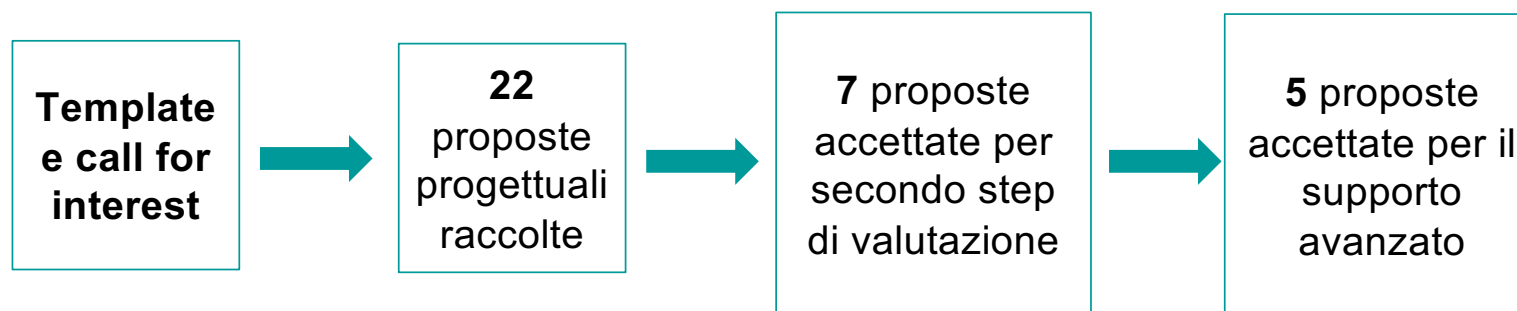 Template
e call for
interest
22
proposte
progettuali
raccolte
7 proposte
accettate per
secondo step
di valutazione
5 proposte
accettate per il
supporto
avanzato